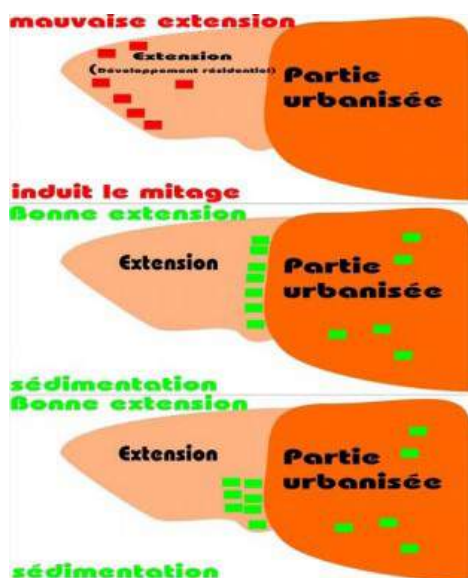 mauvaise extension
Extension
(Développement résidentiel)
Partie
urbanisée
induit le mitage
Bonne extension
Extension
Partie
urbanisée
sédimentation
Bonne extension
Extension
Partie
urbanisée
sédimentation